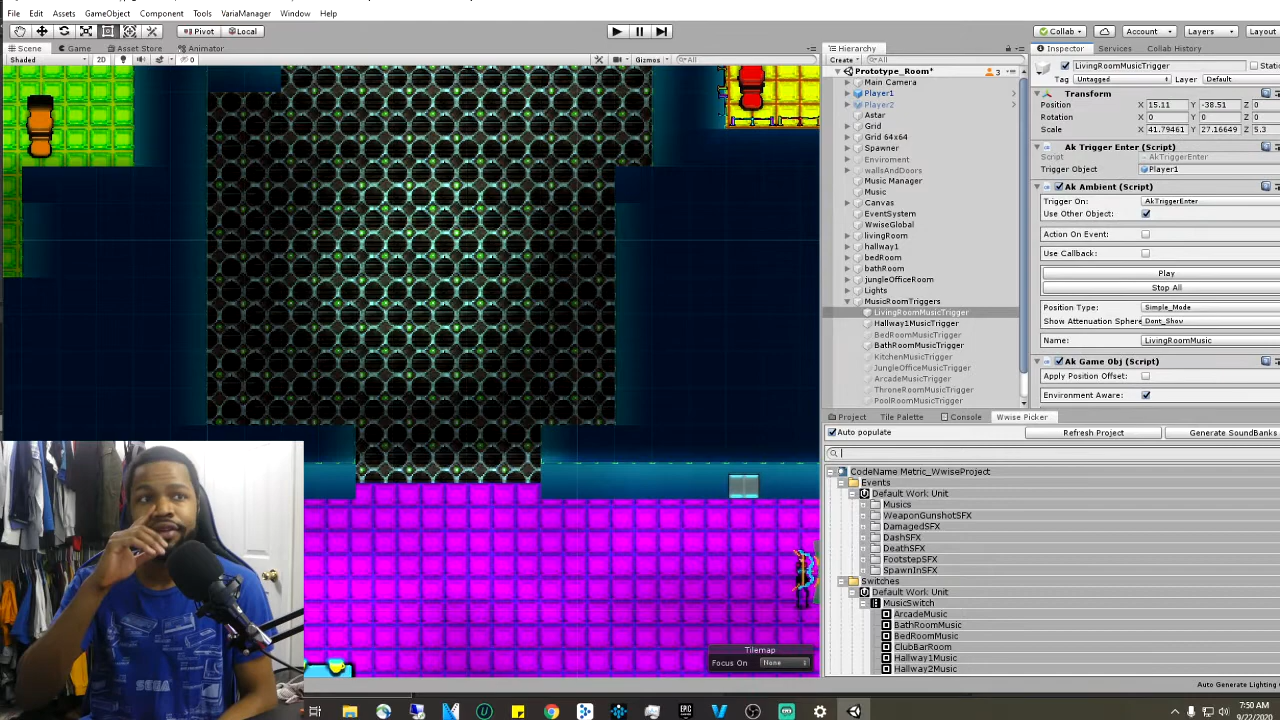 File Edit Assets GameObject Component Tools VariaManager Window Help
Pivot Local
Collab Account Layers Layout
Scene Game Asset Store Animator
Shaded 2D 0 Gizmos All
Hierarchy
Create All
Prototype_Room* 3
Main Camera
Player1
Player2
Astar
Grid
Grid 64x64
Spawner
Enviroment
wallsAndDoors
Music Manager
Music
Canvas
EventSystem
WwiseGlobal
livingRoom
hallway1
bedRoom
bathRoom
jungleOfficeRoom
Lights
MusicRoomTriggers
LivingRoomMusicTrigger
Hallway1MusicTrigger
BedRoomMusicTrigger
BathRoomMusicTrigger
KitchenMusicTrigger
JungleOfficeMusicTrigger
ArcadeMusicTrigger
ThroneRoomMusicTrigger
PoolRoomMusicTrigger
Inspector Services Collab History
LivingRoomMusicTrigger Static
Tag Untagged Layer Default
Transform
Position X 15.11 Y -38.51 Z 0
Rotation X 0 Y 0 Z 0
Scale X 41.79461 Y 27.16649 Z 5.3
Ak Trigger Enter (Script)
Script AkTriggerEnter
Trigger Object Player1
Ak Ambient (Script)
Trigger On: AkTriggerEnter
Use Other Object:
Action On Event:
Use Callback:
Play
Stop All
Position Type: Simple_Mode
Show Attenuation Sphere
Name: LivingRoomMusic
Ak Game Obj (Script)
Apply Position Offset:
Environment Aware:
Project Tile Palette Console Wwise Picker
Auto populate Refresh Project Generate SoundBanks
CodeName Metric_WwiseProject
Events
Default Work Unit
Musics
WeaponGunshotSFX
DamagedSFX
DashSFX
DeathSFX
FootstepSFX
SpawnInSFX
Switches
Default Work Unit
MusicSwitch
ArcadeMusic
BathRoomMusic
BedRoomMusic
ClubBarRoom
Hallway1Music
Hallway2Music
Tilemap
Focus On None
Auto Generate Lighting
SEGA
EPIC
7:30 AM